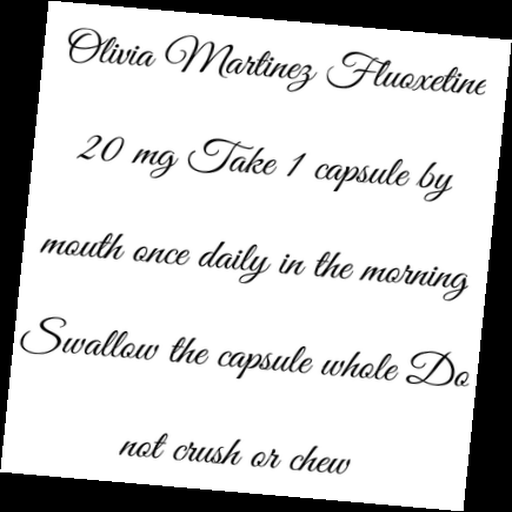 Olivia Martinez Fluoxetine
20 mg Take 1 capsule by
mouth once daily in the morning
Swallow the capsule whole Do
not crush or chew